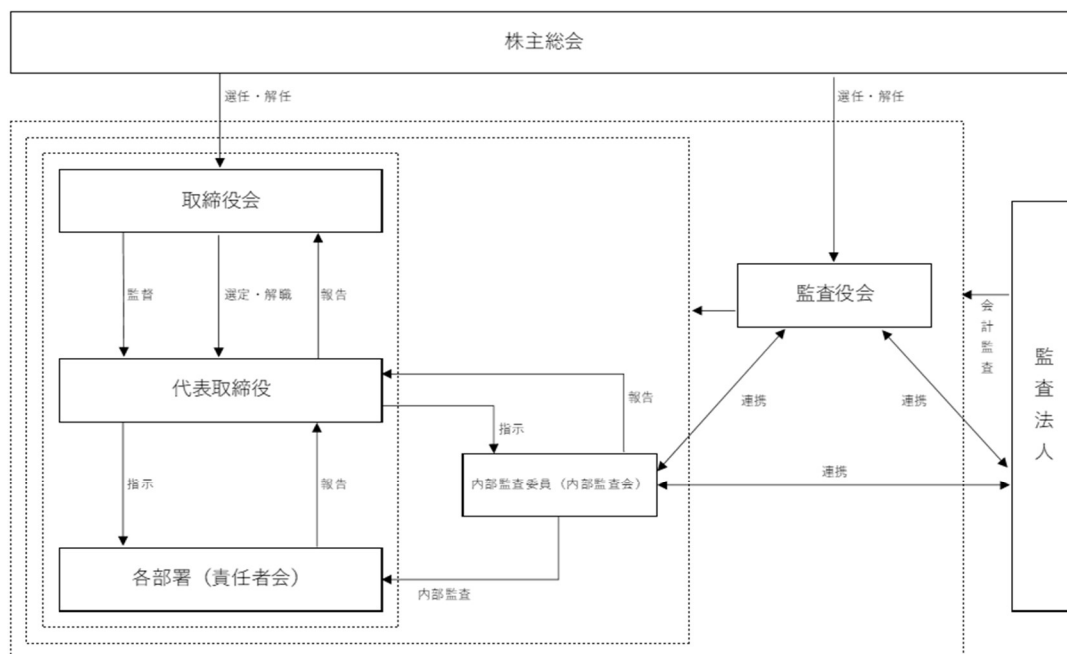 株主総会
選任・解任
選任・解任
取締役会
監査役会
監督
選定・解職
報告
会計監査
監査法人
代表取締役
報告
指示
連携
連携
指示
報告
内部監査委員（内部監査会）
連携
各部署（責任者会）
内部監査